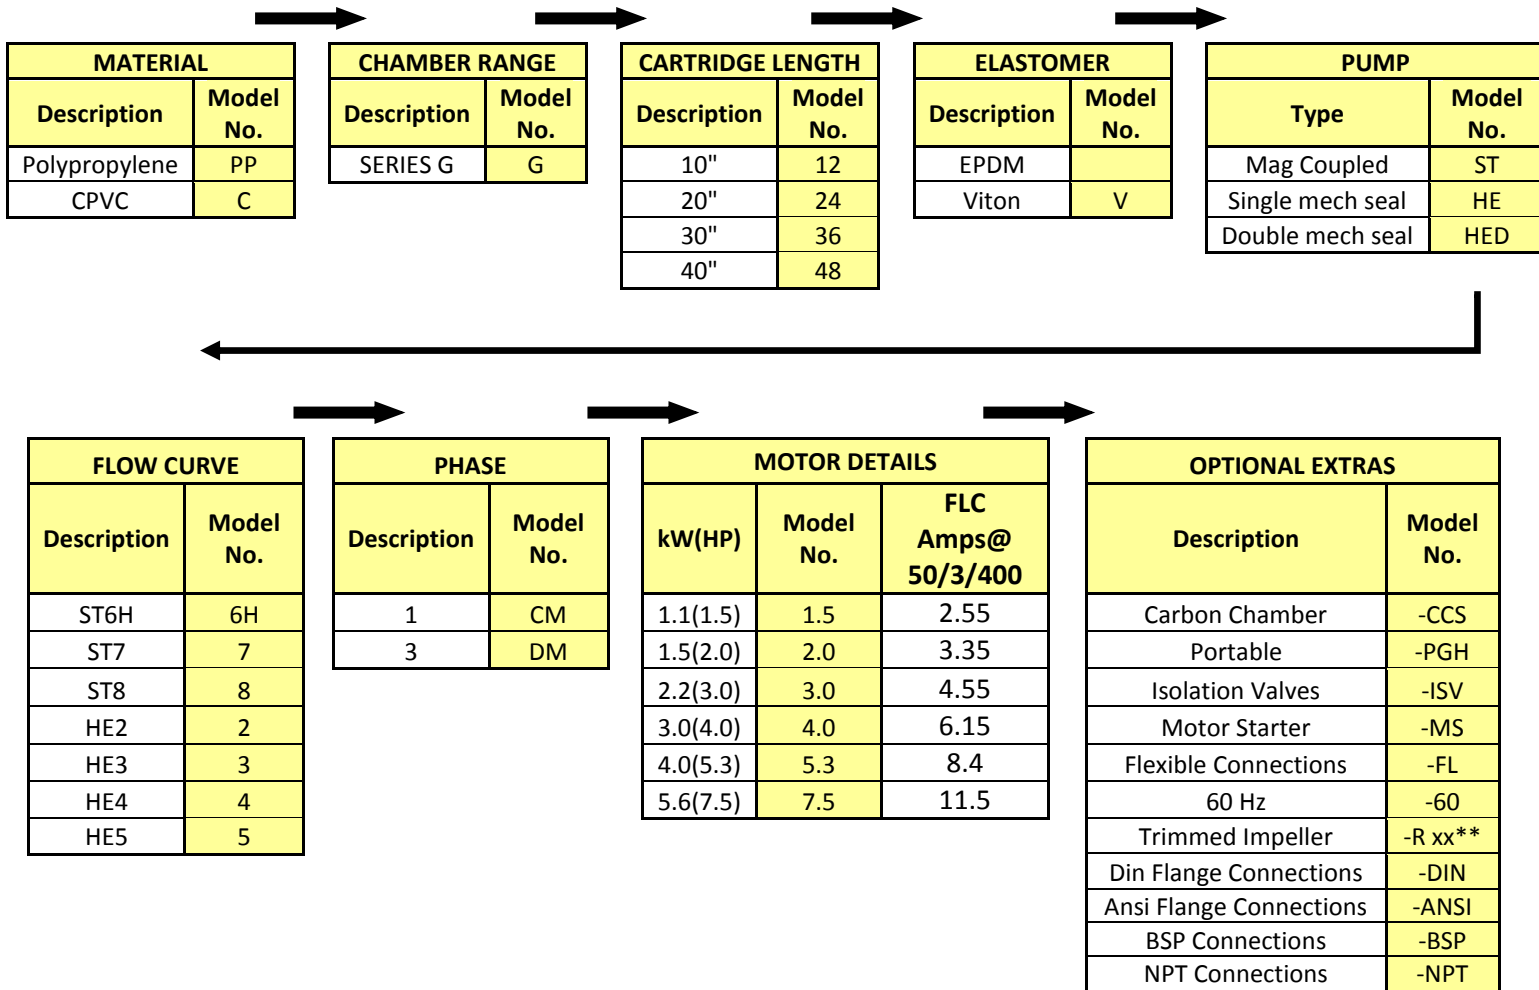 MATERIAL
Description Model No.
Polypropylene PP
CPVC C
CHAMBER RANGE
Description Model No.
SERIES G G
CARTRIDGE LENGTH
Description Model No.
10" 12
20" 24
30" 36
40" 48
ELASTOMER
Description Model No.
EPDM
Viton V
PUMP
Type Model No.
Mag Coupled ST
Single mech seal HE
Double mech seal HED
FLOW CURVE
Description Model No.
ST6H 6H
ST7 7
ST8 8
HE2 2
HE3 3
HE4 4
HE5 5
PHASE
Description Model No.
1 CM
3 DM
MOTOR DETAILS
kW(HP) Model No. FLC Amps@ 50/3/400
1.1(1.5) 1.5 2.55
1.5(2.0) 2.0 3.35
2.2(3.0) 3.0 4.55
3.0(4.0) 4.0 6.15
4.0(5.3) 5.3 8.4
5.6(7.5) 7.5 11.5
OPTIONAL EXTRAS
Description Model No.
Carbon Chamber -CCS
Portable -PGH
Isolation Valves -ISV
Motor Starter -MS
Flexible Connections -FL
60 Hz -60
Trimmed Impeller -R xx**
Din Flange Connections -DIN
Ansi Flange Connections -ANSI
BSP Connections -BSP
NPT Connections -NPT